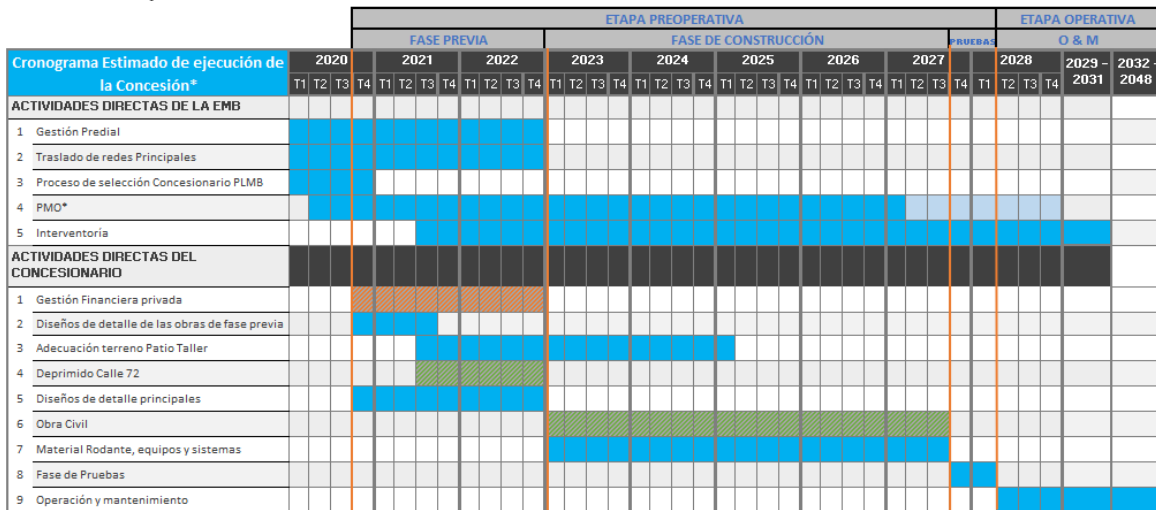 ETAPA PREOPERATIVA ETAPA OPERATIVA
FASE PREVIA FASE DE CONSTRUCCIÓN PRUEBAS O & M
Cronograma Estimado de ejecución de la Concesión* 2020 2021 2022 2023 2024 2025 2026 2027 2028 2029 - 2031 2032 - 2048
T1 T2 T3 T4 T1 T2 T3 T4 T1 T2 T3 T4 T1 T2 T3 T4 T1 T2 T3 T4 T1 T2 T3 T4 T1 T2 T3 T4 T1 T2 T3 T4 T1 T2 T3 T4
ACTIVIDADES DIRECTAS DE LA EMB
1 Gestión Predial
2 Traslado de redes Principales
3 Proceso de selección Concesionario PLMB
4 PMO*
5 Interventoría
ACTIVIDADES DIRECTAS DEL
CONCESIONARIO
1 Gestión Financiera privada
2 Diseños de detalle de las obras de fase previa
3 Adecuación terreno Patio Taller
4 Deprimido Calle 72
5 Diseños de detalle principales
6 Obra Civil
7 Material Rodante, equipos y sistemas
8 Fase de Pruebas
9 Operación y mantenimiento